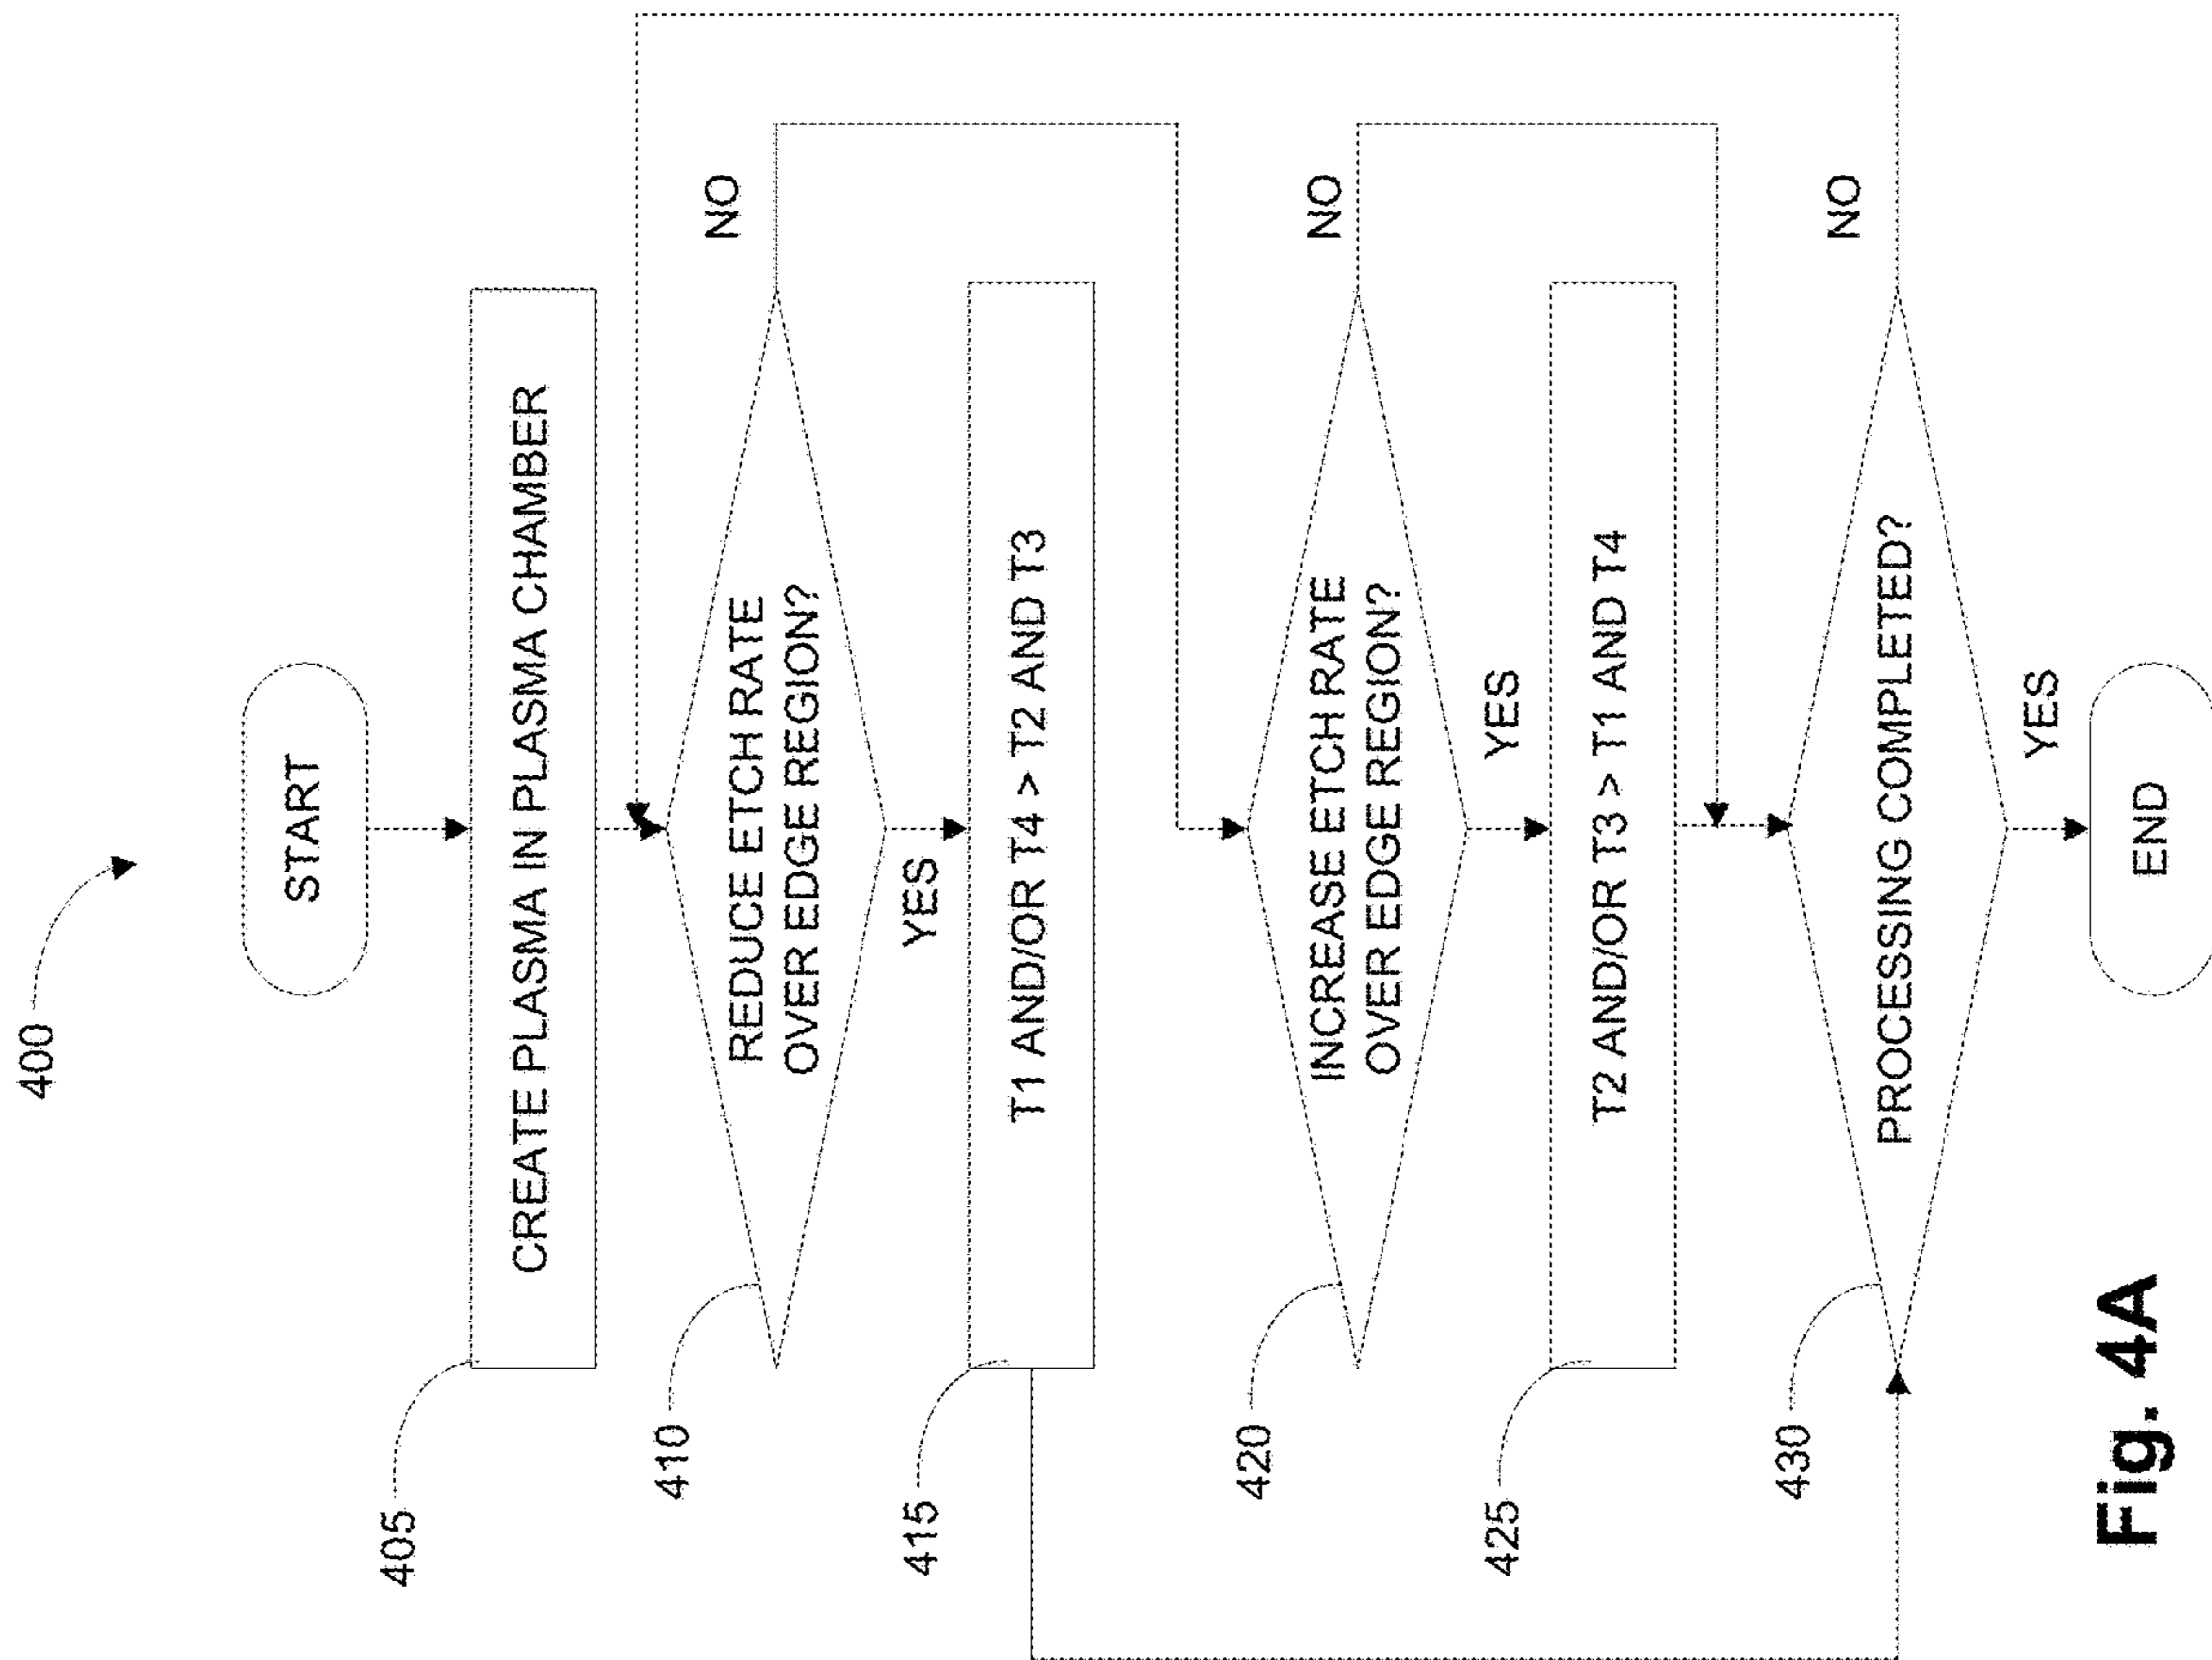 400
START
405
CREATE PLASMA IN PLASMA CHAMBER
410
REDUCE ETCH RATE
OVER EDGE REGION?
NO
YES
415
T1 AND/OR T4 > T2 AND T3
420
INCREASE ETCH RATE
OVER EDGE REGION?
NO
YES
425
T2 AND/OR T3 > T1 AND T4
430
PROCESSING COMPLETED?
NO
YES
END
Fig. 4A